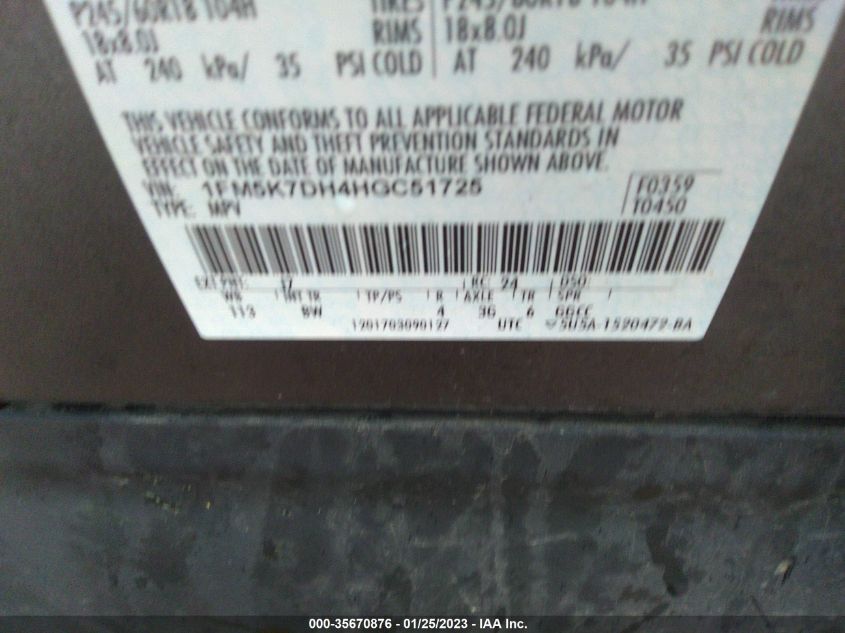 P245/60R18 104H TIRES P245/60R18 104H
18x8.0J RIMS 18x8.0J RIMS
AT 240 kPa/ 35 PSI COLD AT 240 kPa/ 35 PSI COLD
THIS VEHICLE CONFORMS TO ALL APPLICABLE FEDERAL MOTOR
VEHICLE SAFETY AND THEFT PREVENTION STANDARDS IN
EFFECT ON THE DATE OF MANUFACTURE SHOWN ABOVE.
VIN: 1FM5K7DH4HGC51725 F0359
TYPE: MPV T0450
EXT PNT: J7 RC: 24 DSO:
WB INT TR TP/PS R AXLE TR SPR
113 BW 4 3G 6 GGCC
1201703090127 UTC 5U5A-1520472-BA
000-35670876 - 01/25/2023 - IAA Inc.